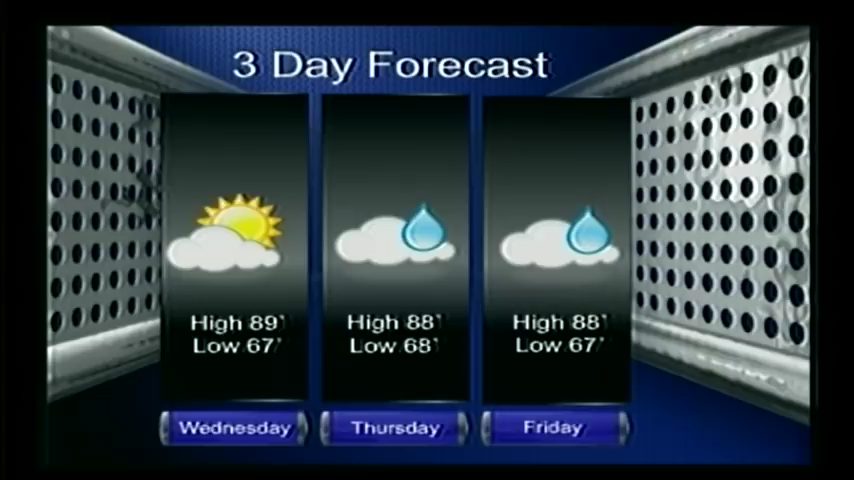 3 Day Forecast
High 89°
Low 67°
High 88°
Low 68°
High 88°
Low 67°
Wednesday
Thursday
Friday